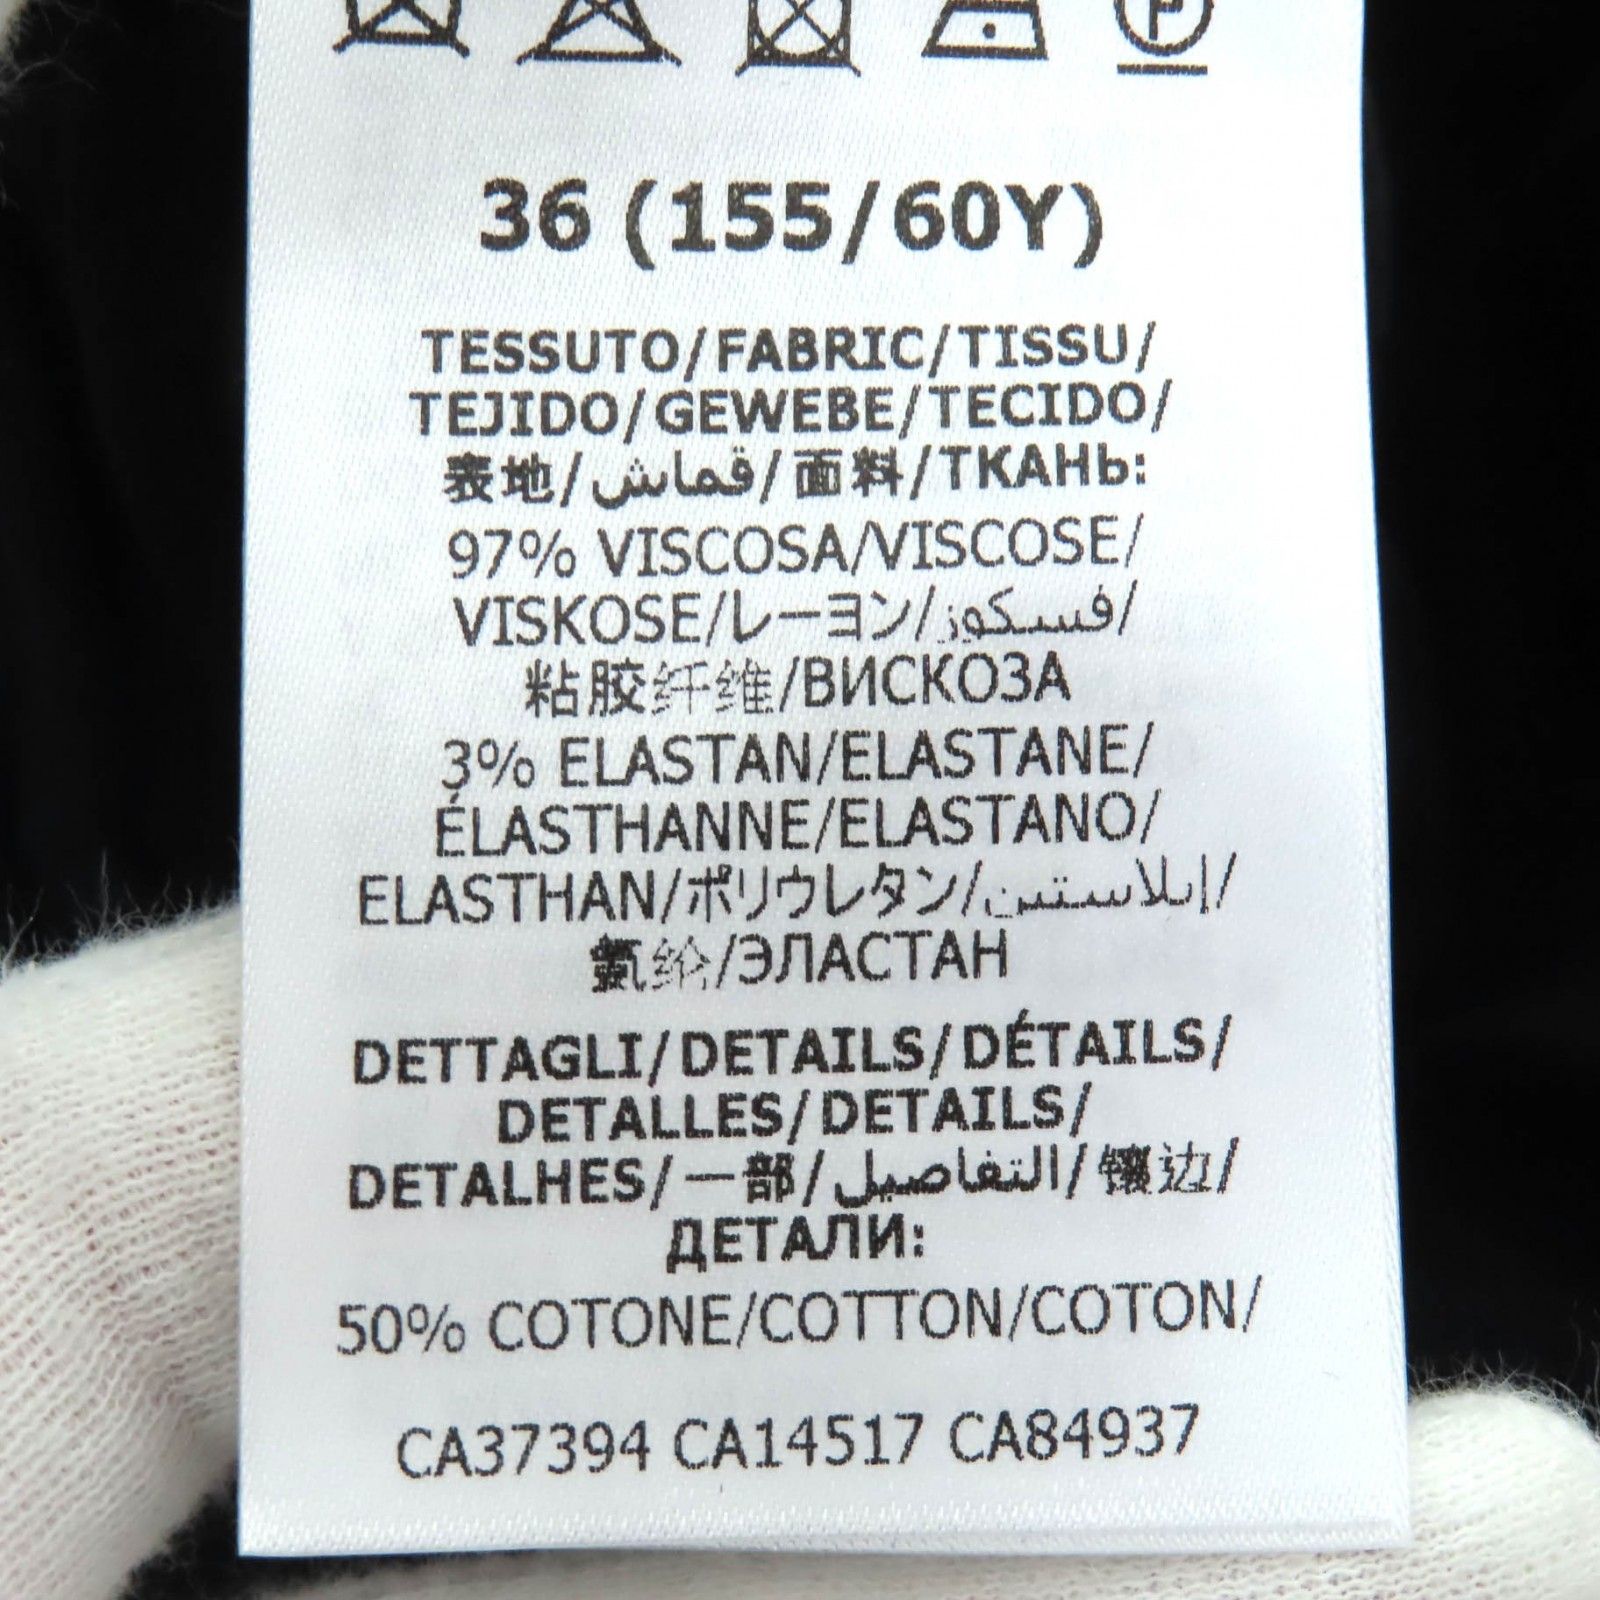 P
36 (155/60Y)
TESSUTO/FABRIC/TISSU/
TEJIDO/GEWEBE/TECIDO/
表地/قماش/面料/ТКАНЬ:
97% VISCOSA/VISCOSE/
VISKOSE/レーヨン/فسكوز/
粘胶纤维/ВИСКОЗА
3% ELASTAN/ELASTANE/
ÉLASTHANNE/ELASTANO/
ELASTHAN/ポリウレタン/إيلاستين/
氨纶/ЭЛАСТАН
DETTAGLI/DETAILS/DÉTAILS/
DETALLES/DETAILS/
DETALHES/一部/التفاصيل/镶边/
ДЕТАЛИ:
50% COTONE/COTTON/COTON/
CA37394 CA14517 CA84937